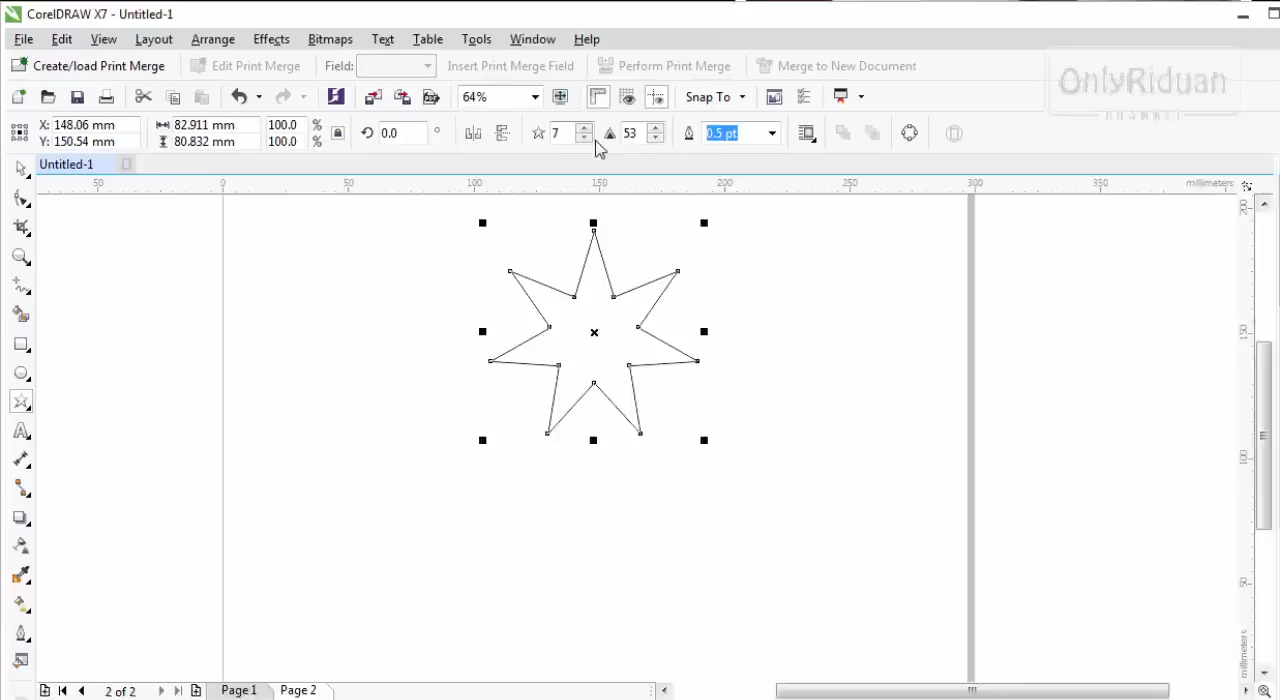 CorelDRAW X7 - Untitled-1
File Edit View Layout Arrange Effects Bitmaps Text Table Tools Window Help
Create/load Print Merge Edit Print Merge Field: Insert Print Merge Field Perform Print Merge Merge to New Document
OnlyRiduan
CHANNEL
64% Snap To
X: 148.06 mm 82.911 mm 100.0 % 0.0 ° 7 53 0.5 pt
Y: 150.54 mm 80.832 mm 100.0 %
Untitled-1
50 0 50 100 150 200 250 300 350 millimeters
200
150
100
50
millimeters
2 of 2 Page 1 Page 2